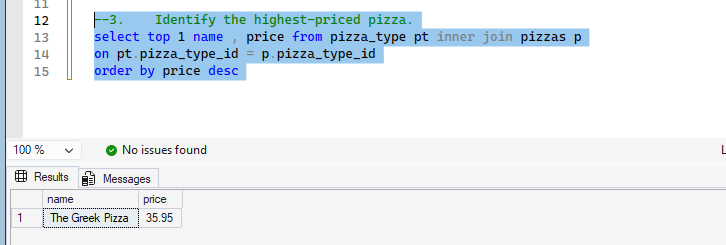 11
12 --3. Identify the highest-priced pizza.
13 select top 1 name , price from pizza_type pt inner join pizzas p
14 on pt.pizza_type_id = p.pizza_type_id
15 order by price desc
100 % No issues found L
Results Messages
name price
1 The Greek Pizza 35.95